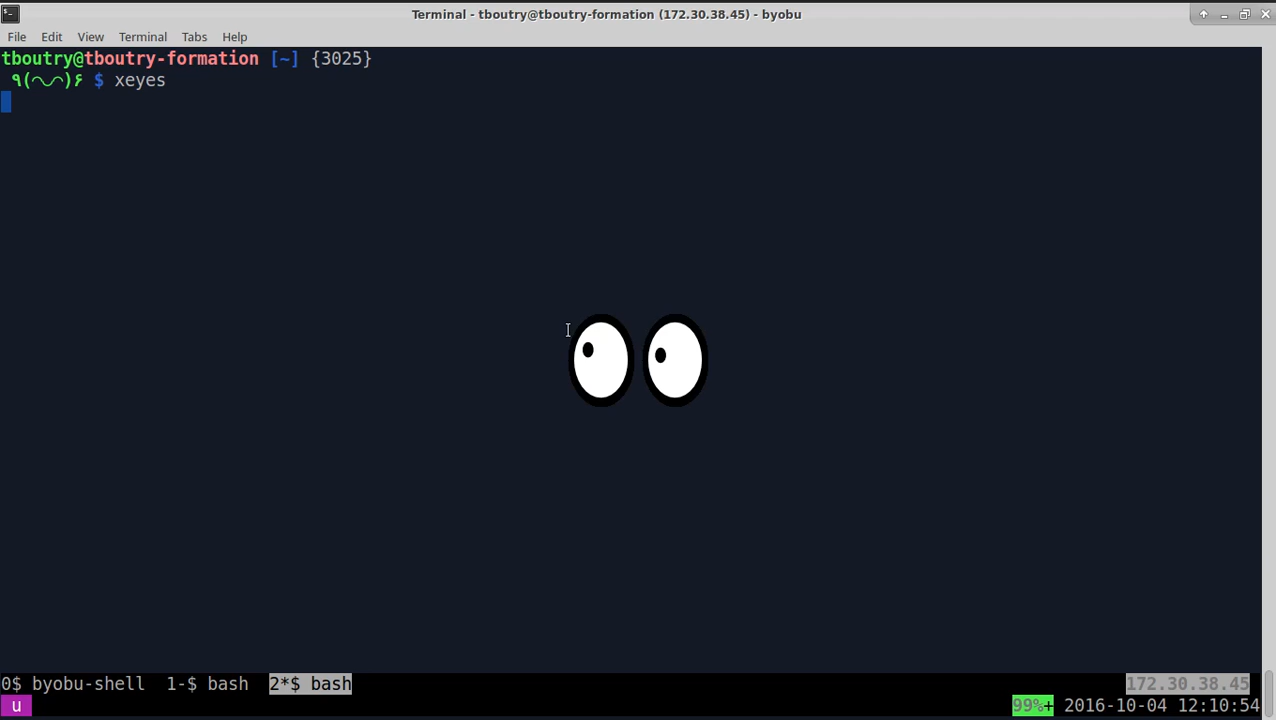 Terminal - tboutry@tboutry-formation (172.30.38.45) - byobu
File Edit View Terminal Tabs Help
tboutry@tboutry-formation [~] {3025}
٩(◠◡◠)۶ $ xeyes
0$ byobu-shell 1-$ bash 2*$ bash 172.30.38.45
u 99%+ 2016-10-04 12:10:54